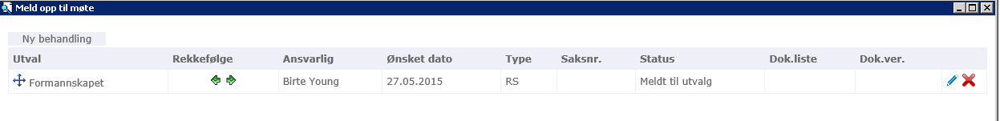 Meld opp til møte
Ny behandling
Utval Rekkefølge Ansvarlig Ønsket dato Type Saksnr. Status Dok.liste Dok.ver.
Formannskapet Birte Young 27.05.2015 RS Meldt til utvalg